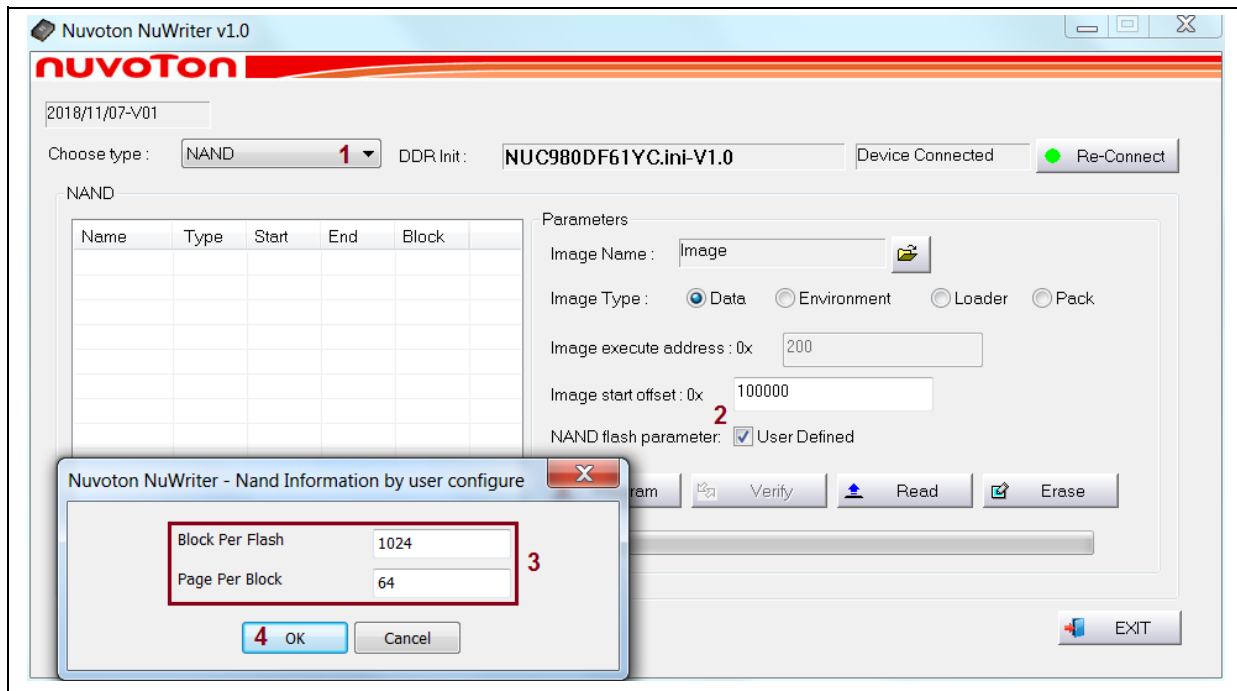 Nuvoton NuWriter v1.0
nuvoTon
2018/11/07-V01
Choose type : NAND 1 DDR Init : NUC980DF61YC.ini-V1.0 Device Connected Re-Connect
NAND
Name Type Start End Block
Parameters
Image Name : Image
Image Type : Data Environment Loader Pack
Image execute address : 0x 200
Image start offset : 0x 100000
2
NAND flash parameter: User Defined
ram Verify Read Erase
Nuvoton NuWriter - Nand Information by user configure
Block Per Flash 1024
3
Page Per Block 64
4 OK Cancel
EXIT